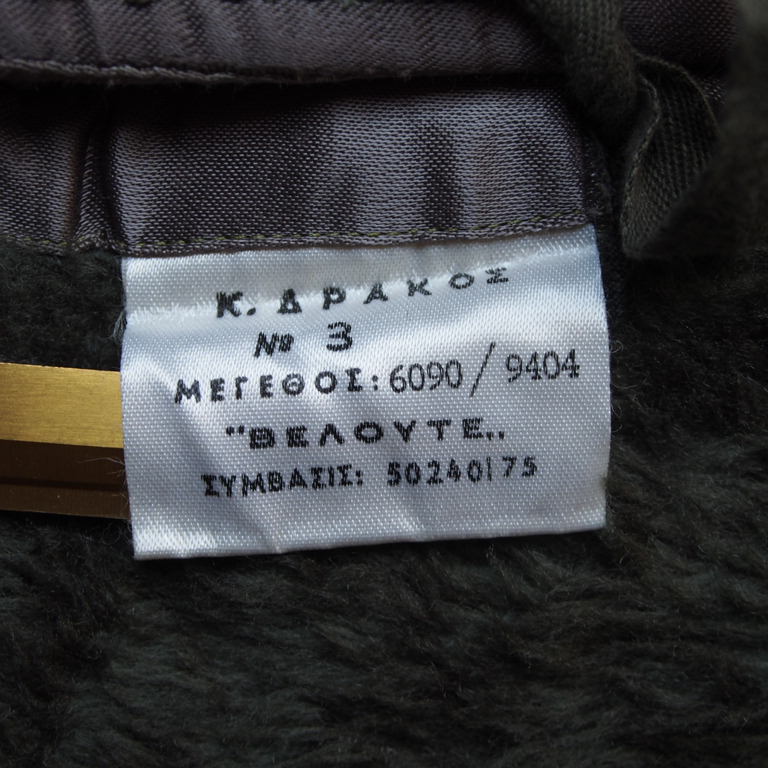 Κ. ΔΡΑΚΟΣ
№ 3
ΜΕΓΕΘΟΣ: 6090 / 9404
"ΒΕΛΟΥΤΕ"
ΣΥΜΒΑΣΙΣ: 50240175